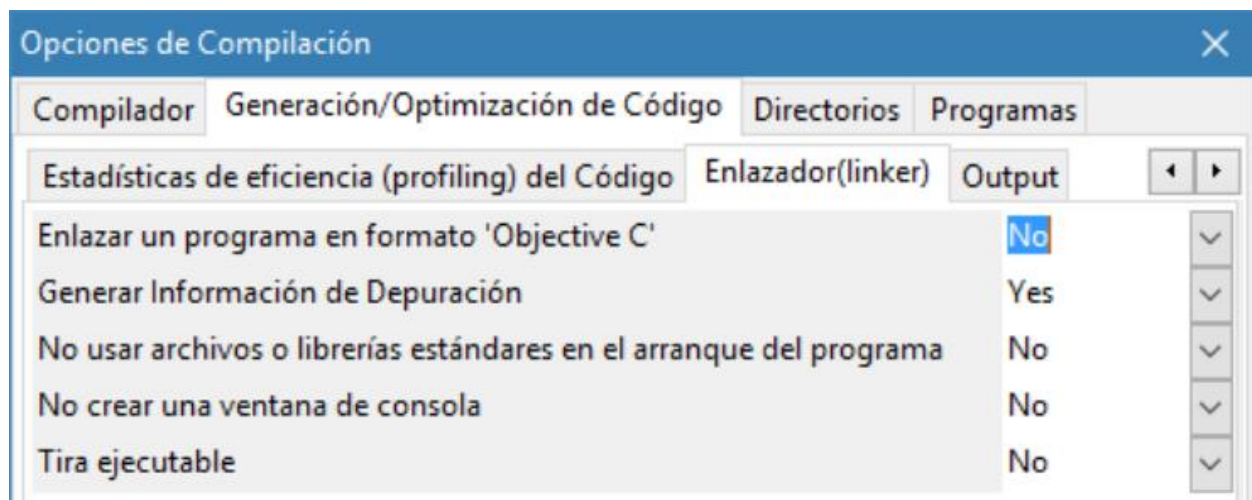 Opciones de Compilación
Compilador Generación/Optimización de Código Directorios Programas
Estadísticas de eficiencia (profiling) del Código Enlazador(linker) Output
Enlazar un programa en formato 'Objective C' No
Generar Información de Depuración Yes
No usar archivos o librerías estándares en el arranque del programa No
No crear una ventana de consola No
Tira ejecutable No